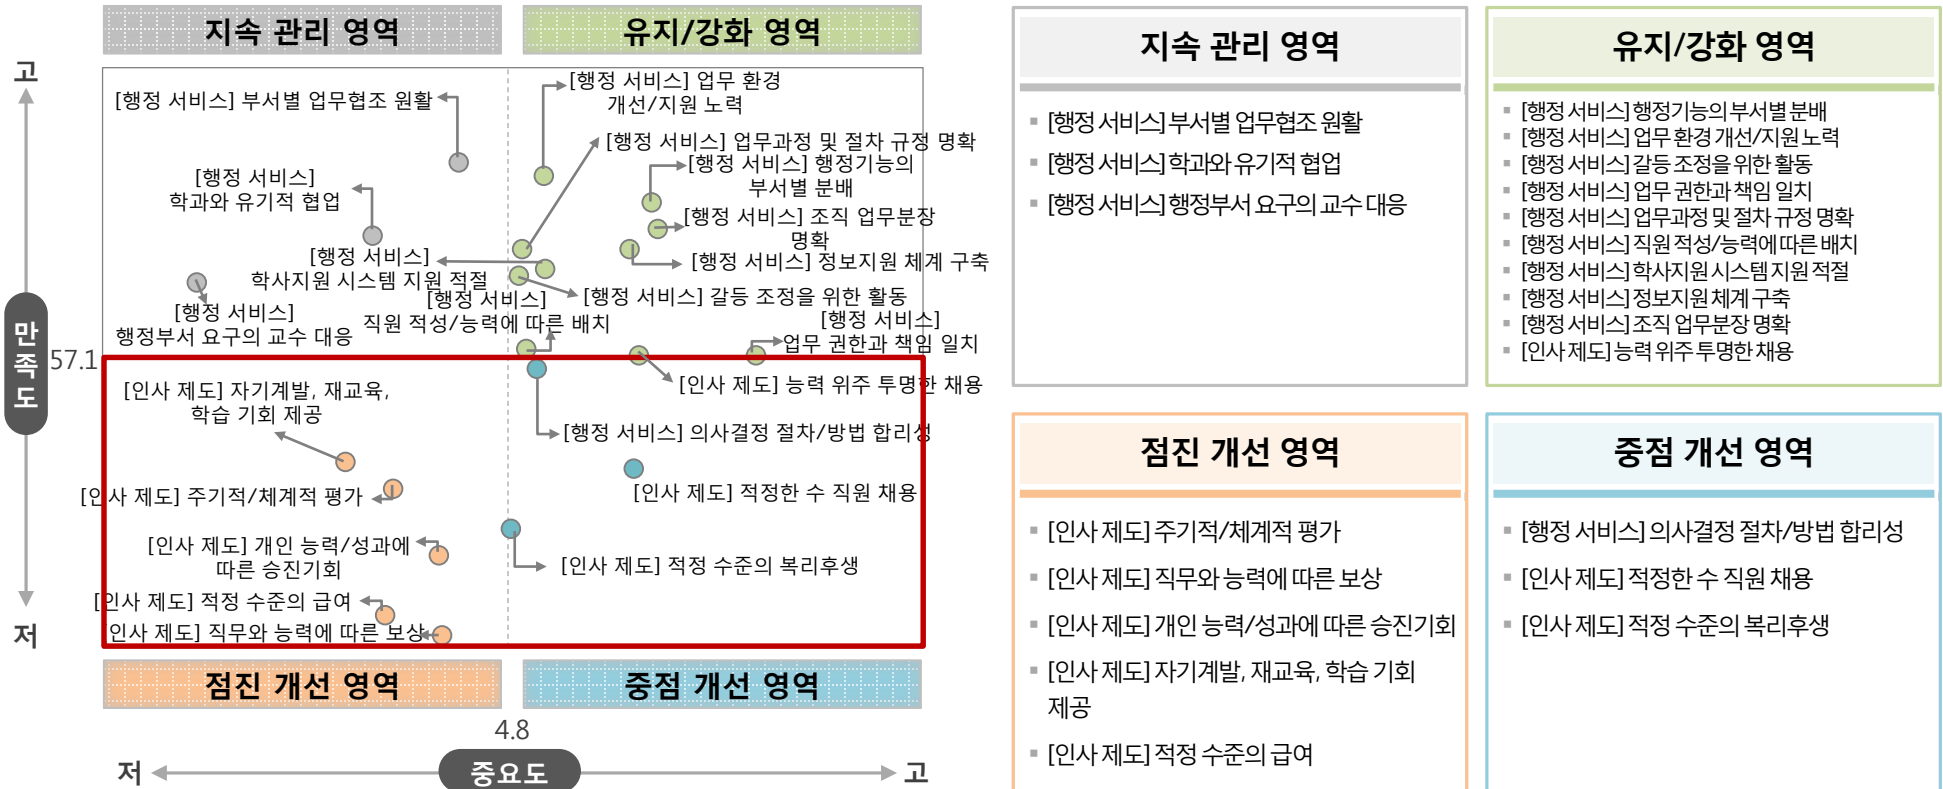 지속 관리 영역
유지/강화 영역
고
[행정 서비스] 부서별 업무협조 원활
[행정 서비스] 업무 환경
개선/지원 노력
[행정 서비스] 업무과정 및 절차 규정 명확
[행정 서비스] 행정기능의
부서별 분배
[행정 서비스]
학과와 유기적 협업
[행정 서비스] 조직 업무분장
명확
[행정 서비스]
학사지원 시스템 지원 적절
[행정 서비스] 정보지원 체계 구축
[행정 서비스] 갈등 조정을 위한 활동
[행정 서비스]
행정부서 요구의 교수 대응
[행정 서비스]
직원 적성/능력에 따른 배치
[행정 서비스]
업무 권한과 책임 일치
만족도
57.1
[인사 제도] 능력 위주 투명한 채용
[인사 제도] 자기계발, 재교육,
학습 기회 제공
[행정 서비스] 의사결정 절차/방법 합리성
[인사 제도] 주기적/체계적 평가
[인사 제도] 적정한 수 직원 채용
[인사 제도] 개인 능력/성과에
따른 승진기회
[인사 제도] 적정 수준의 복리후생
[인사 제도] 적정 수준의 급여
[인사 제도] 직무와 능력에 따른 보상
저
점진 개선 영역
중점 개선 영역
4.8
저
중요도
고
지속 관리 영역
▪ [행정 서비스] 부서별 업무협조 원활
▪ [행정 서비스] 학과와 유기적 협업
▪ [행정 서비스] 행정부서 요구의 교수 대응
유지/강화 영역
▪ [행정 서비스] 행정기능의 부서별 분배
▪ [행정 서비스] 업무 환경 개선/지원 노력
▪ [행정 서비스] 갈등 조정을 위한 활동
▪ [행정 서비스] 업무 권한과 책임 일치
▪ [행정 서비스] 업무과정 및 절차 규정 명확
▪ [행정 서비스] 직원 적성/능력에 따른 배치
▪ [행정 서비스] 학사지원 시스템 지원 적절
▪ [행정 서비스] 정보지원 체계 구축
▪ [행정 서비스] 조직 업무분장 명확
▪ [인사 제도] 능력 위주 투명한 채용
점진 개선 영역
▪ [인사 제도] 주기적/체계적 평가
▪ [인사 제도] 직무와 능력에 따른 보상
▪ [인사 제도] 개인 능력/성과에 따른 승진기회
▪ [인사 제도] 자기계발, 재교육, 학습 기회
제공
▪ [인사 제도] 적정 수준의 급여
중점 개선 영역
▪ [행정 서비스] 의사결정 절차/방법 합리성
▪ [인사 제도] 적정한 수 직원 채용
▪ [인사 제도] 적정 수준의 복리후생